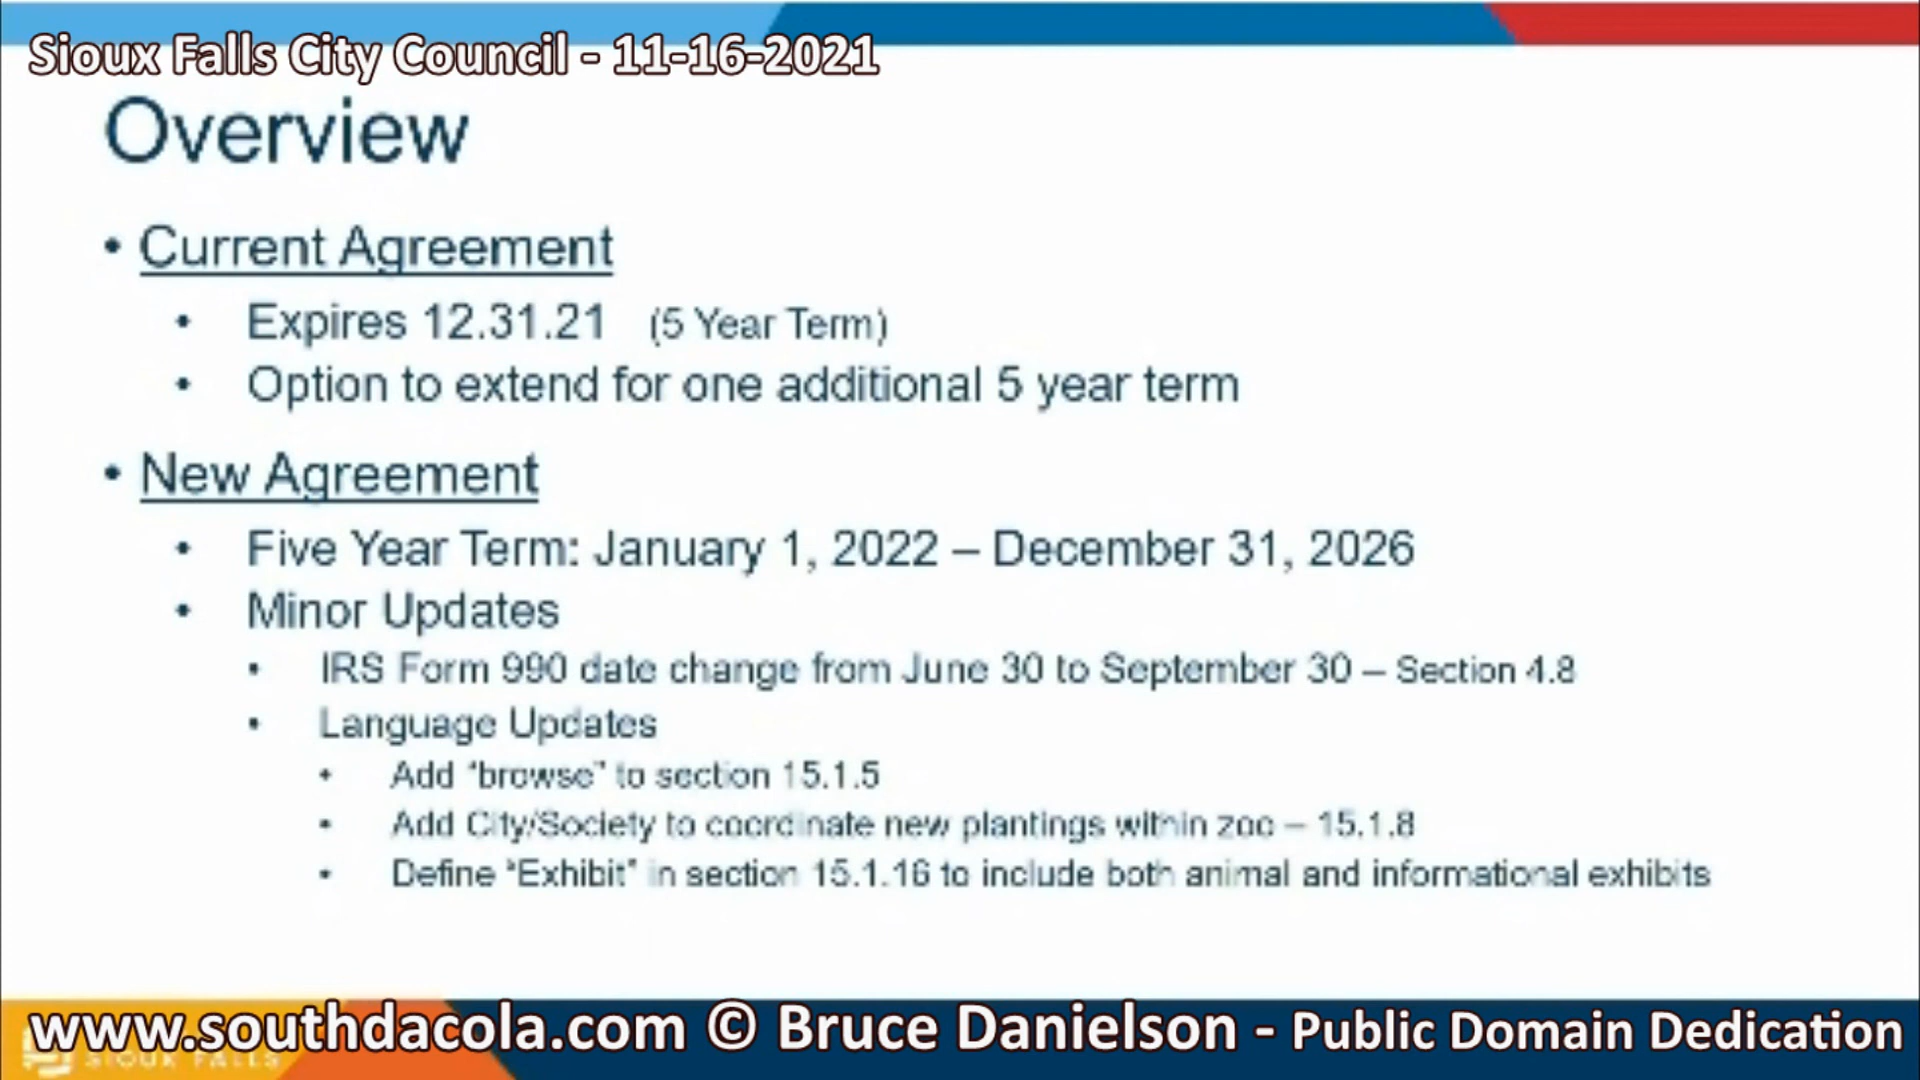 Sioux Falls City Council - 11-16-2021
Overview
• Current Agreement
• Expires 12.31.21 (5 Year Term)
• Option to extend for one additional 5 year term
• New Agreement
• Five Year Term: January 1, 2022 – December 31, 2026
• Minor Updates
• IRS Form 990 date change from June 30 to September 30 – Section 4.8
• Language Updates
• Add "browse" to section 15.1.5
• Add City/Society to coordinate new plantings within zoo – 15.1.8
• Define "Exhibit" in section 15.1.16 to include both animal and informational exhibits
www.southdacola.com © Bruce Danielson - Public Domain Dedication
SIOUX FALLS